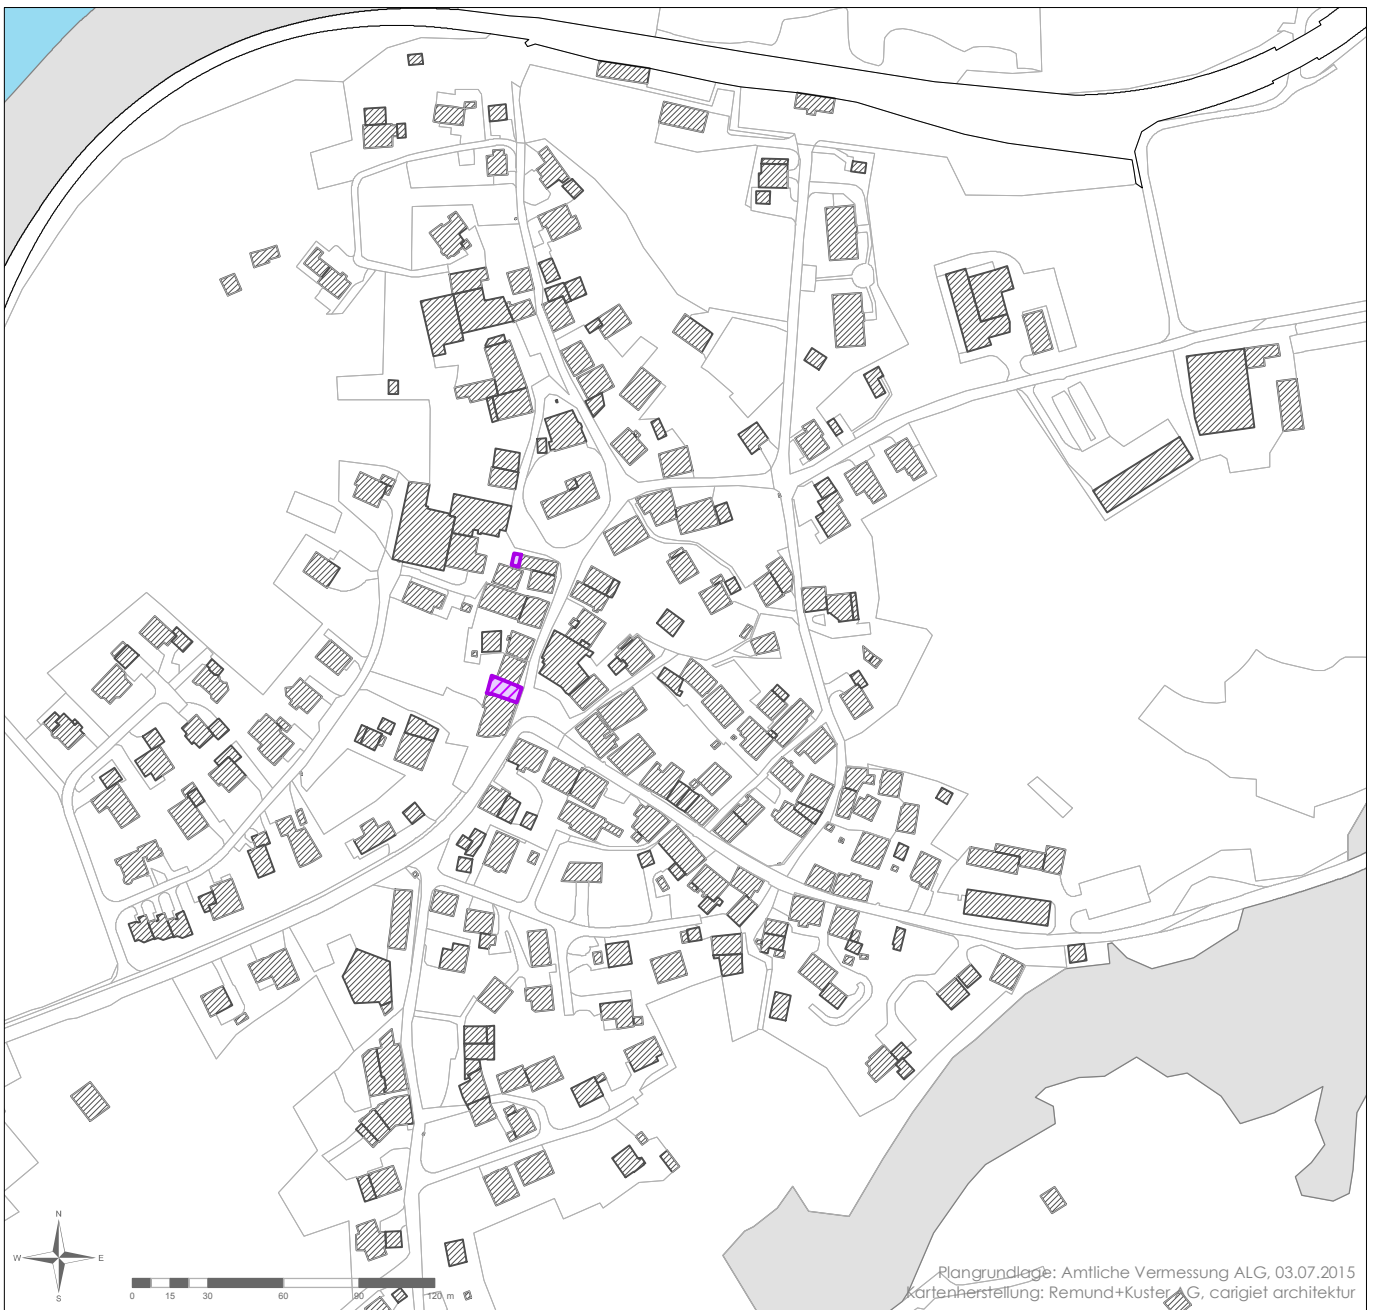 N
W E
S
0 15 30 60 90 120 m
Plangrundlage: Amtliche Vermessung ALG, 03.07.2015
Kartenherstellung: Remund+Kuster AG, carigiet architektur